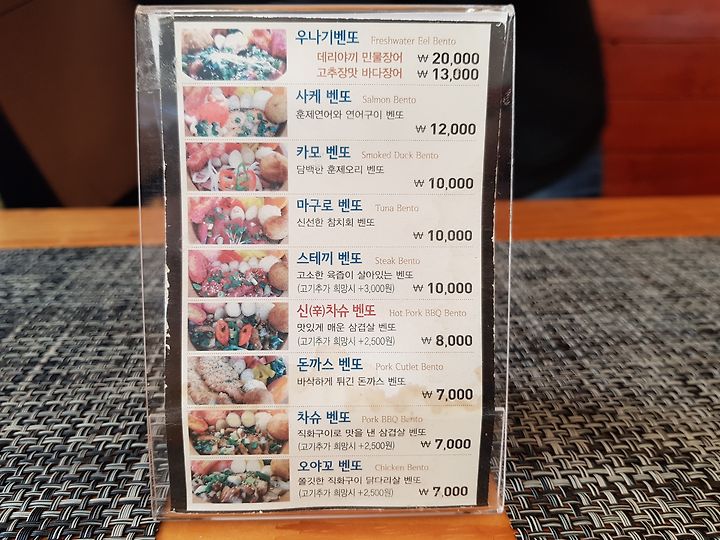 우나기벤또 Freshwater Eel Bento
데리야끼 민물장어 ₩ 20,000
고추장맛 바다장어 ₩ 13,000
사케 벤또 Salmon Bento
훈제연어와 연어구이 벤또
₩ 12,000
카모 벤또 Smoked Duck Bento
담백한 훈제오리 벤또
₩ 10,000
마구로 벤또 Tuna Bento
신선한 참치회 벤또
₩ 10,000
스테끼 벤또 Steak Bento
고소한 육즙이 살아있는 벤또
(고기추가 희망시 +3,000원) ₩ 10,000
신(辛)차슈 벤또 Hot Pork BBQ Bento
맛있게 매운 삼겹살 벤또
(고기추가 희망시 +2,500원) ₩ 8,000
돈까스 벤또 Pork Cutlet Bento
바삭하게 튀긴 돈까스 벤또
₩ 7,000
차슈 벤또 Pork BBQ Bento
직화구이로 맛을 낸 삼겹살 벤또
(고기추가 희망시 +2,500원) ₩ 7,000
오야꼬 벤또 Chicken Bento
쫄깃한 직화구이 닭다리살 벤또
(고기추가 희망시 +2,500원) ₩ 7,000